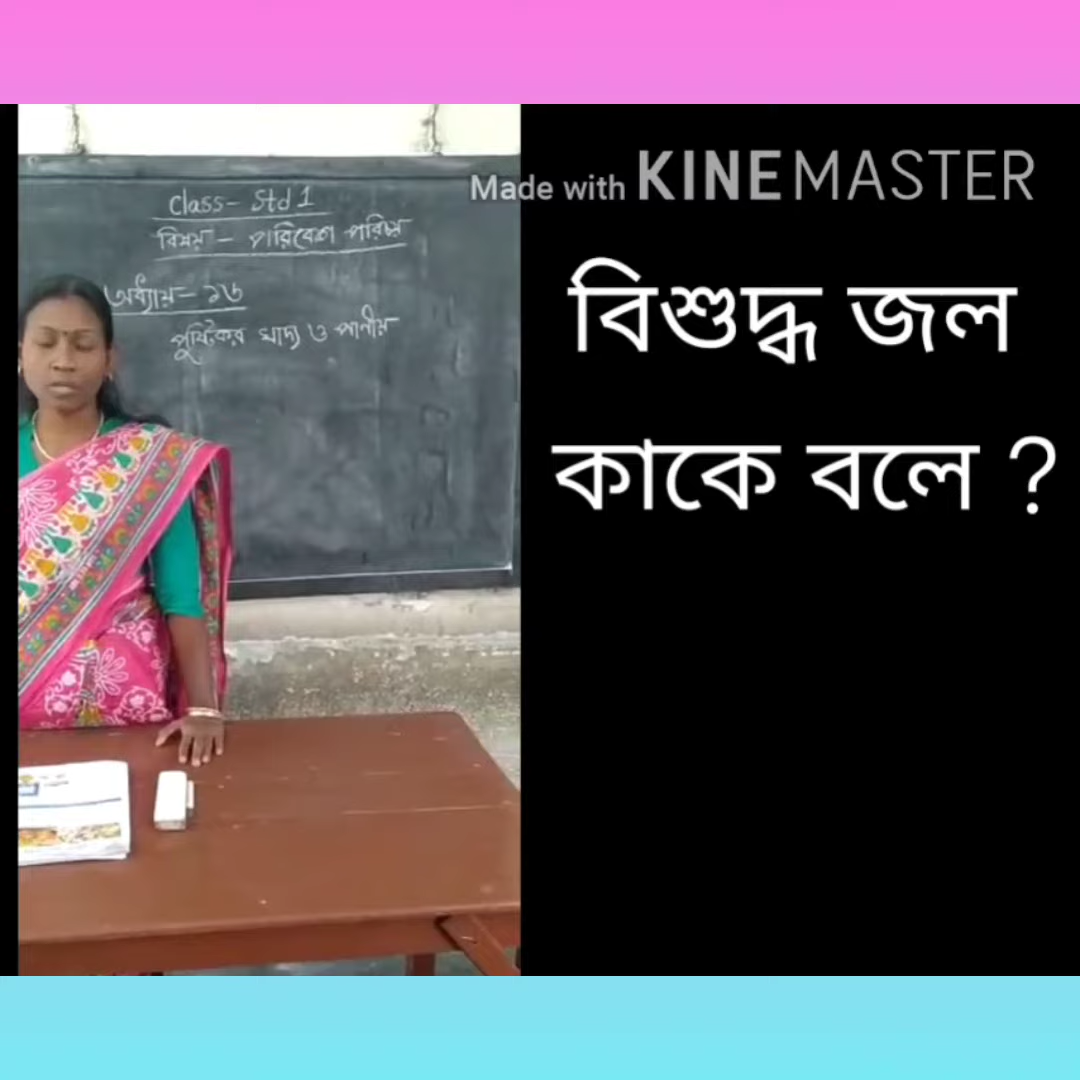 Class- Std 1
বিষয় - পরিবেশ পরিচয়
অধ্যায় - ১৬
পুষ্টিকর খাদ্য ও পানীয়
Made with KINEMASTER
বিশুদ্ধ জল
কাকে বলে ?